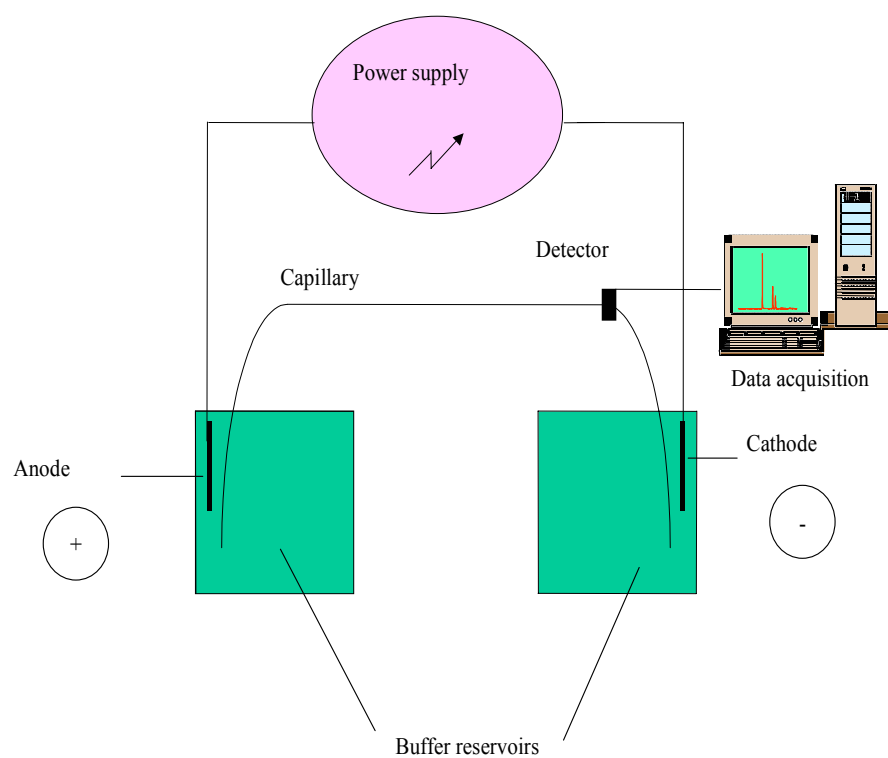 Power supply
Detector
Capillary
Data acquisition
Anode
Cathode
+
-
Buffer reservoirs